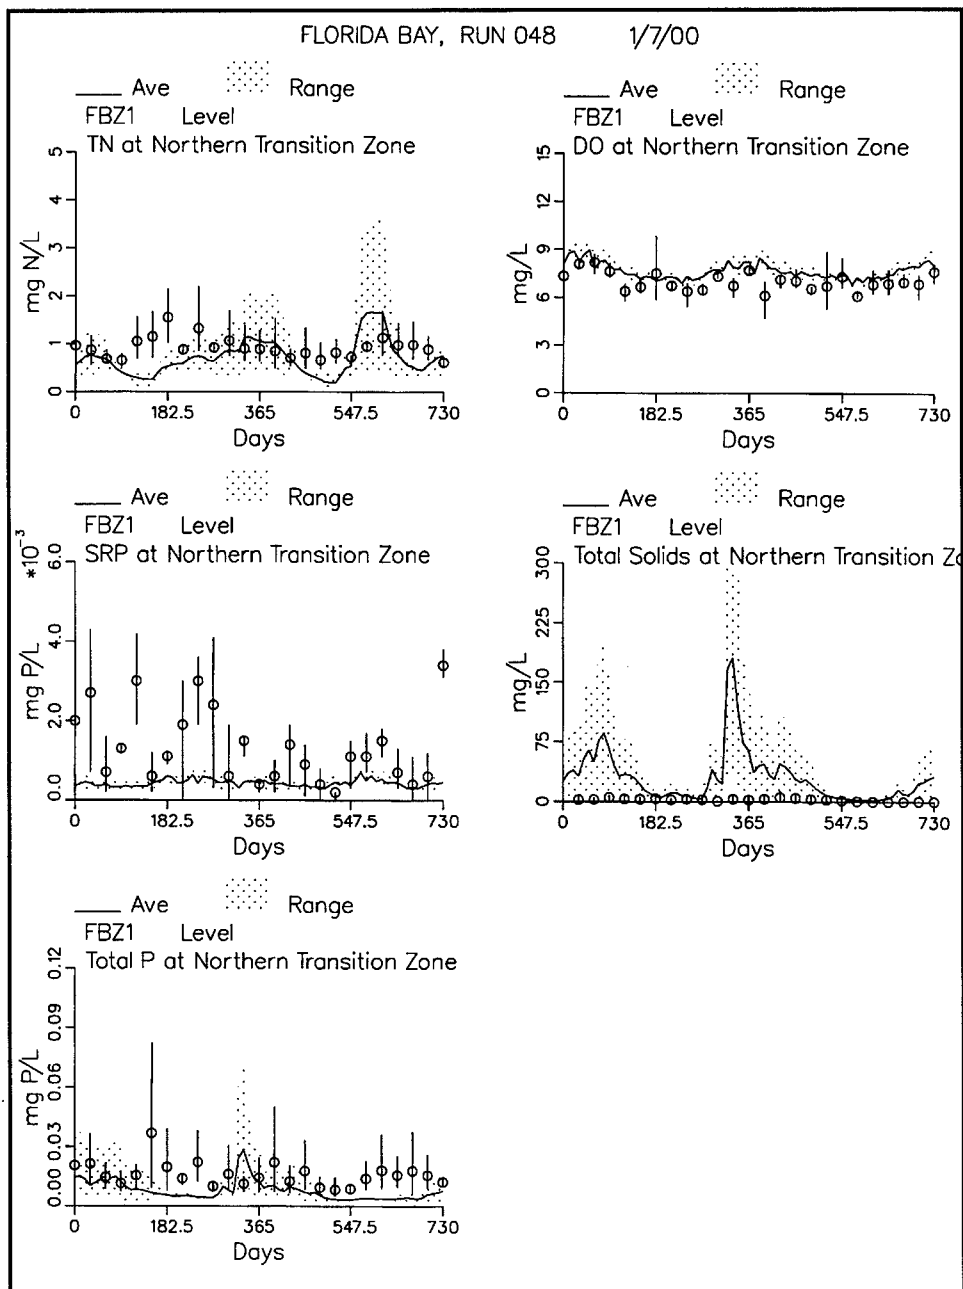 FLORIDA BAY, RUN 048 1/7/00
Ave Range
FBZ1 Level
TN at Northern Transition Zone
mg N/L
5
4
3
2
1
0
0 182.5 365 547.5 730
Days
Ave Range
FBZ1 Level
DO at Northern Transition Zone
mg/L
15
12
9
6
3
0
0 182.5 365 547.5 730
Days
Ave Range
FBZ1 Level
SRP at Northern Transition Zone
*10-3
mg P/L
6.0
4.0
2.0
0.0
0 182.5 365 547.5 730
Days
Ave Range
FBZ1 Level
Total Solids at Northern Transition Zo
mg/L
300
225
150
75
0
0 182.5 365 547.5 730
Days
Ave Range
FBZ1 Level
Total P at Northern Transition Zone
mg P/L
0.12
0.09
0.06
0.03
0.00
0 182.5 365 547.5 730
Days